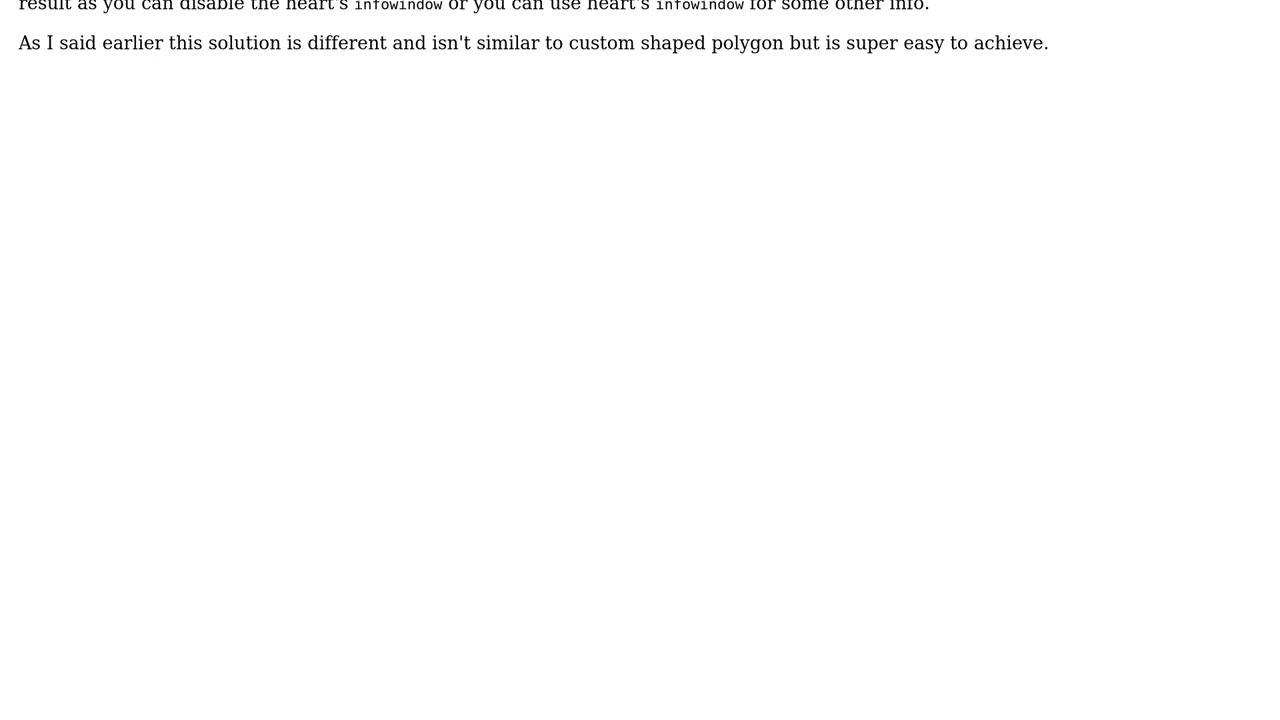 result as you can disable the heart's infowindow or you can use heart's infowindow for some other info.
As I said earlier this solution is different and isn't similar to custom shaped polygon but is super easy to achieve.